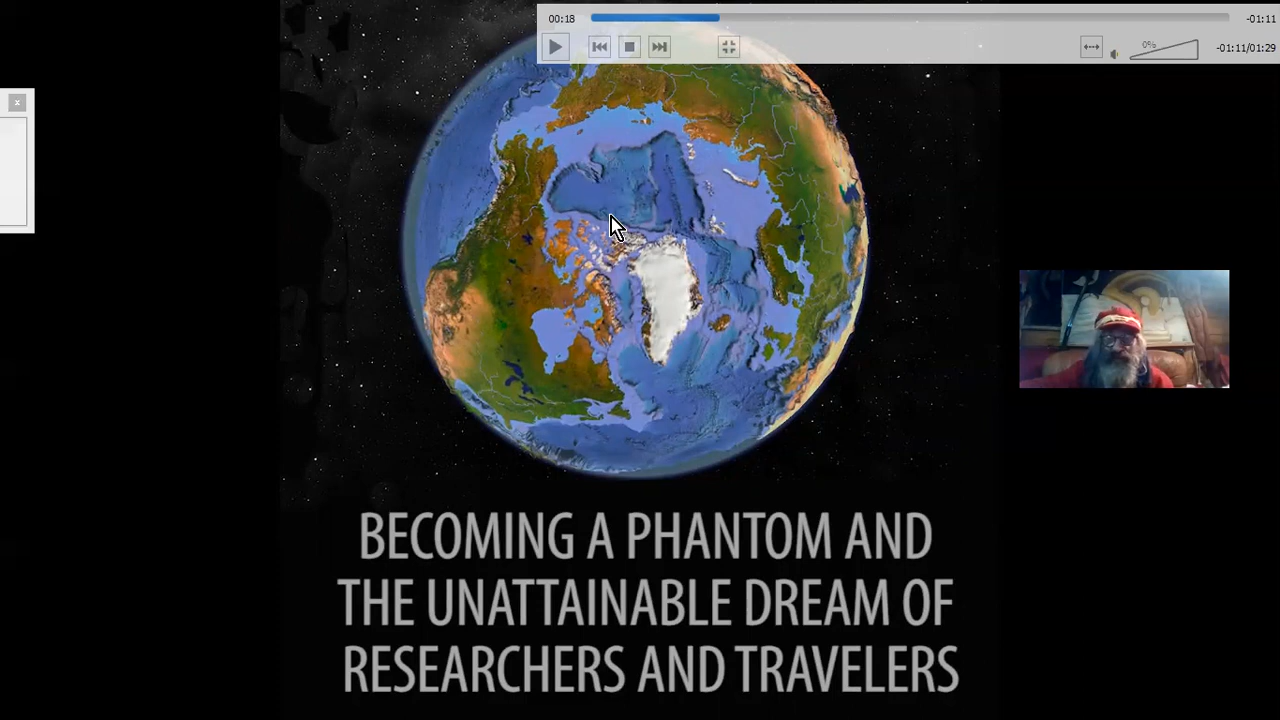 00:18
-01:11
0%
-01:11/01:29
x
BECOMING A PHANTOM AND
THE UNATTAINABLE DREAM OF
RESEARCHERS AND TRAVELERS